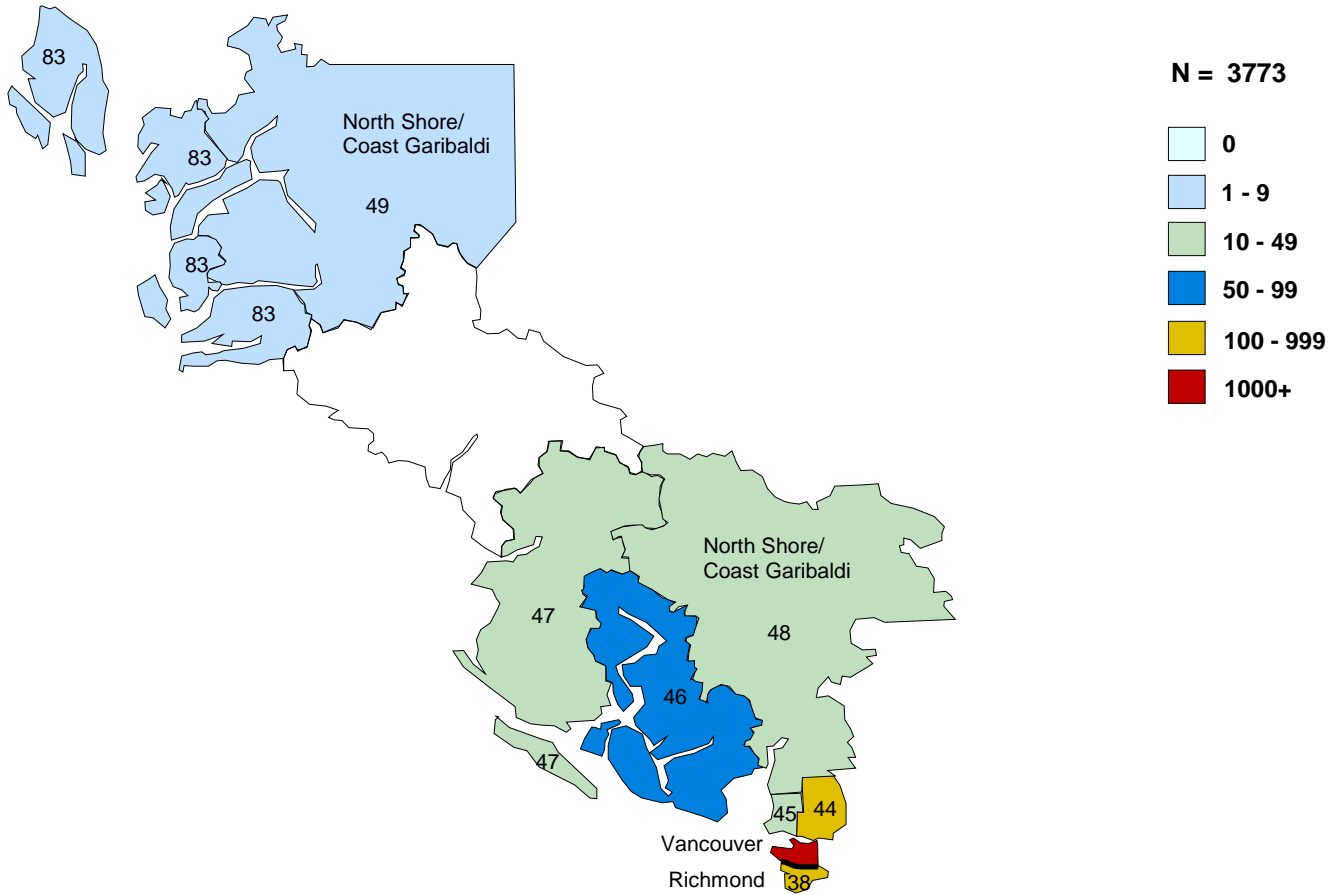 83
N = 3773
North Shore/
Coast Garibaldi
0
83
1 - 9
49
10 - 49
83
50 - 99
83
100 - 999
1000+
North Shore/
Coast Garibaldi
47
48
46
47
45
44
Vancouver
Richmond
38